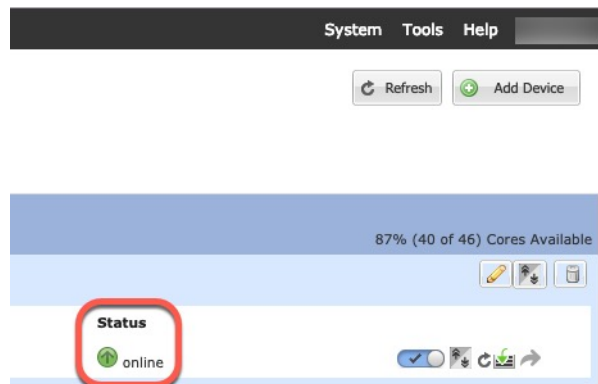 System Tools Help
Refresh Add Device
87% (40 of 46) Cores Available
Status
online